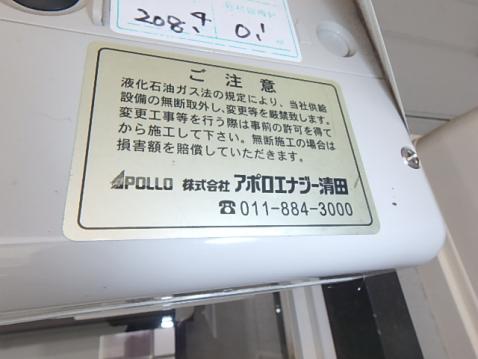 208.4
0.1
ご注意
液化石油ガス法の規定により、当社供給
設備の無断取外し、変更等を厳禁致します。
変更工事等を行う際は事前の許可を得て
から施工して下さい。無断施工の場合は
損害額を賠償していただきます。
APOLLO 株式会社 アポロエナジー清田
☎011-884-3000